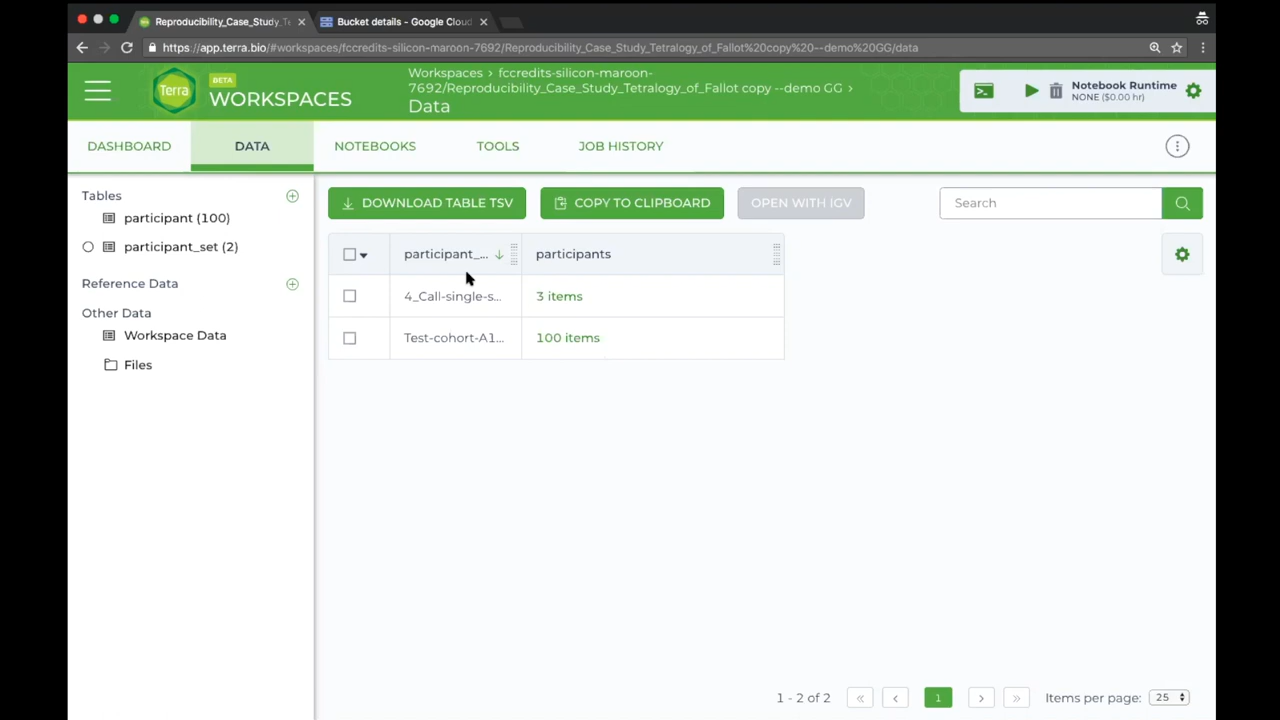 Reproducibility_Case_Study_Te
Bucket details - Google Cloud
https://app.terra.bio/#workspaces/fccredits-silicon-maroon-7692/Reproducibility_Case_Study_Tetralogy_of_Fallot%20copy%20--demo%20GG/data
Terra
BETA
WORKSPACES
Workspaces › fccredits-silicon-maroon-
7692/Reproducibility_Case_Study_Tetralogy_of_Fallot copy --demo GG ›
Data
Notebook Runtime
NONE ($0.00 hr)
DASHBOARD
DATA
NOTEBOOKS
TOOLS
JOB HISTORY
Tables
participant (100)
participant_set (2)
Reference Data
Other Data
Workspace Data
Files
DOWNLOAD TABLE TSV
COPY TO CLIPBOARD
OPEN WITH IGV
Search
participant_... participants
4_Call-single-s... 3 items
Test-cohort-A1... 100 items
1 - 2 of 2 « ‹ 1 › » Items per page: 25